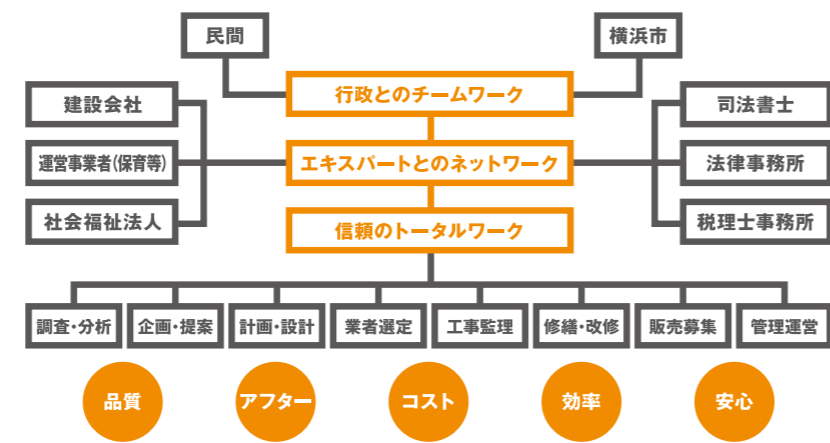 民間
横浜市
行政とのチームワーク
建設会社
司法書士
運営事業者(保育等)
エキスパートとのネットワーク
法律事務所
社会福祉法人
信頼のトータルワーク
税理士事務所
調査・分析
企画・提案
計画・設計
業者選定
工事監理
修繕・改修
販売募集
管理運営
品質
アフター
コスト
効率
安心